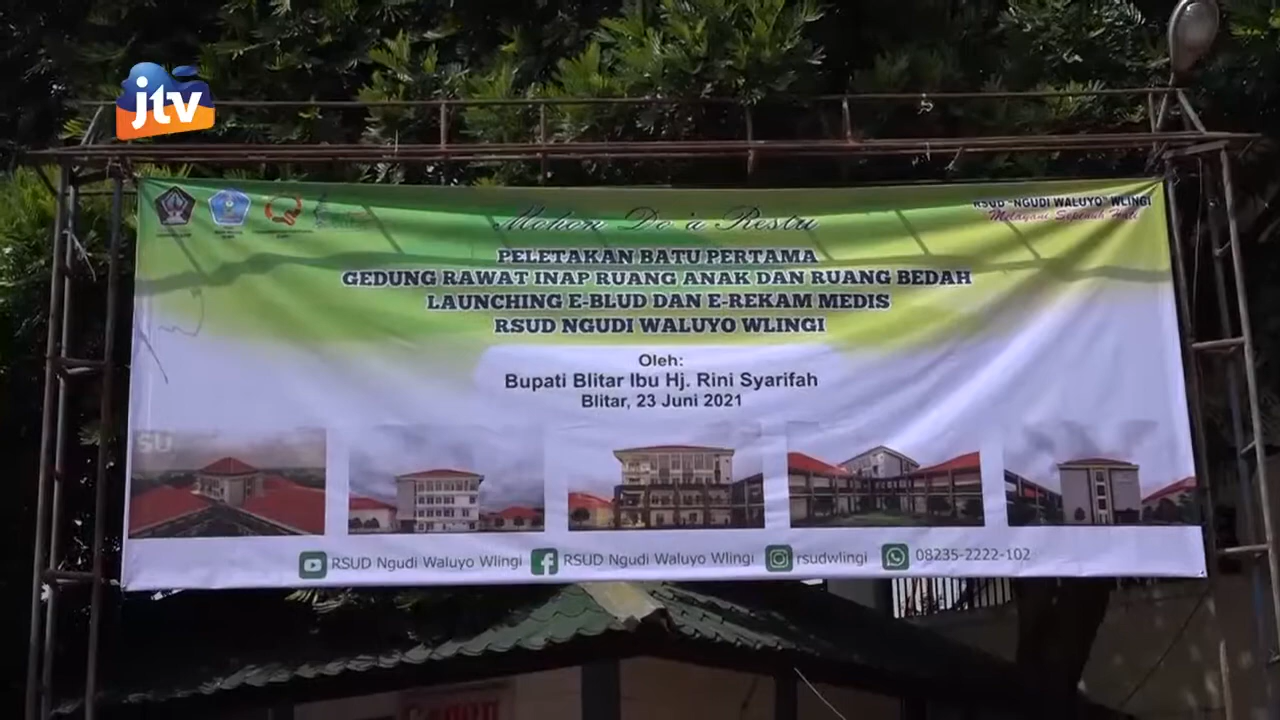 jtv
RSUD "NGUDI WALUYO" WLINGI
Melayani Sepenuh Hati
Mohon Do'a Restu
PELETAKAN BATU PERTAMA
GEDUNG RAWAT INAP RUANG ANAK DAN RUANG BEDAH
LAUNCHING E-BLUD DAN E-REKAM MEDIS
RSUD NGUDI WALUYO WLINGI
Oleh:
Bupati Blitar Ibu Hj. Rini Syarifah
Blitar, 23 Juni 2021
SU
RSUD Ngudi Waluyo Wlingi RSUD Ngudi Waluyo Wlingi rsudwlingi 08235-2222-102